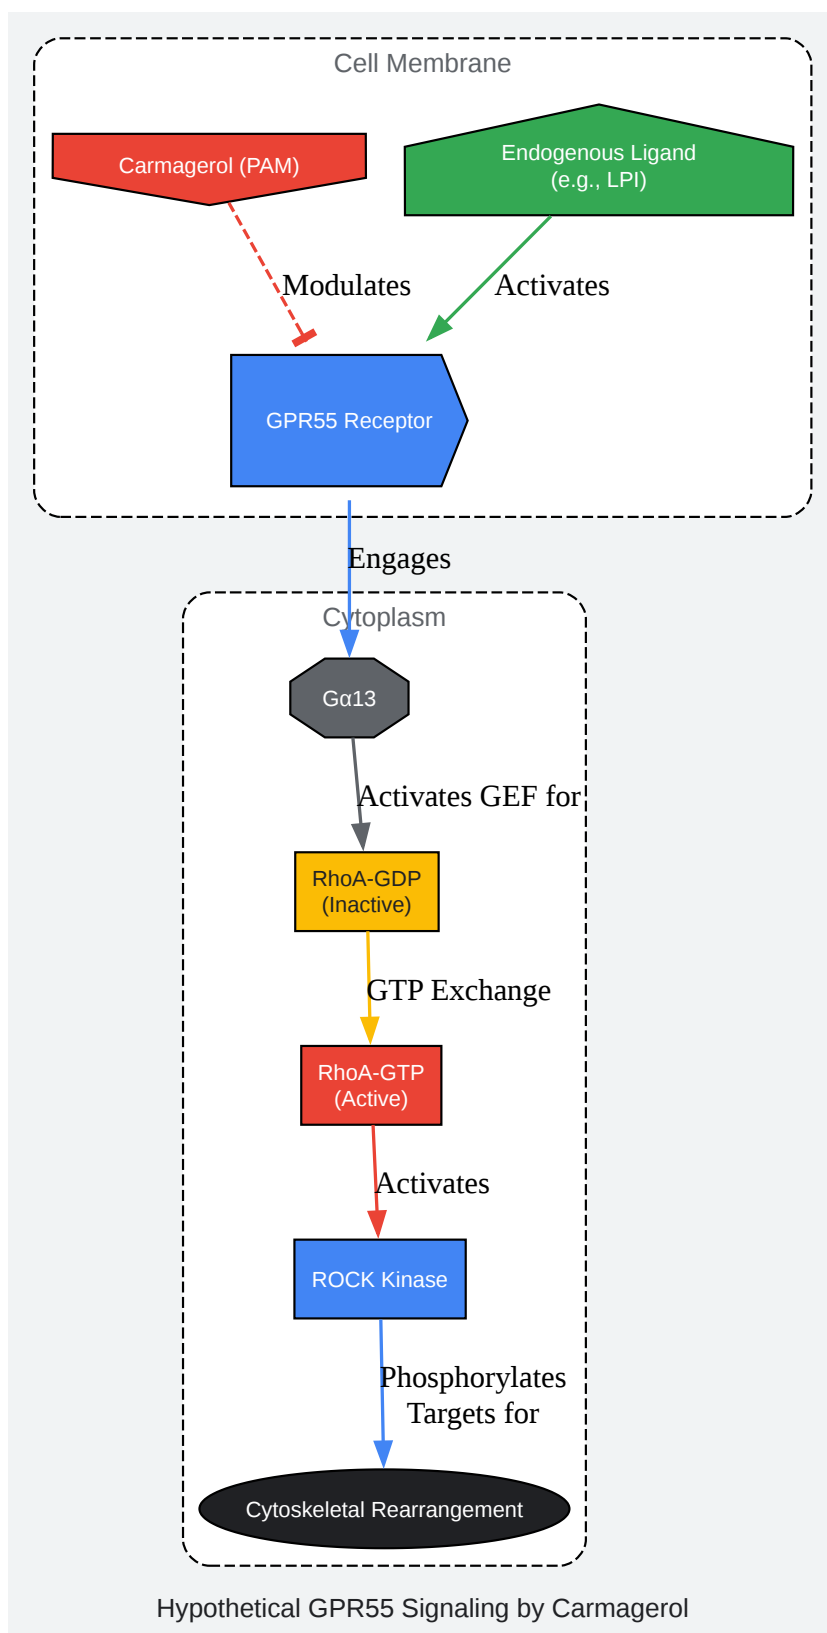 Cell Membrane
Carmagerol (PAM)
Endogenous Ligand
(e.g., LPI)
Modulates
Activates
GPR55 Receptor
Engages
Cytoplasm
Gα13
Activates GEF for
RhoA-GDP
(Inactive)
GTP Exchange
RhoA-GTP
(Active)
Activates
ROCK Kinase
Phosphorylates
Targets for
Cytoskeletal Rearrangement
Hypothetical GPR55 Signaling by Carmagerol